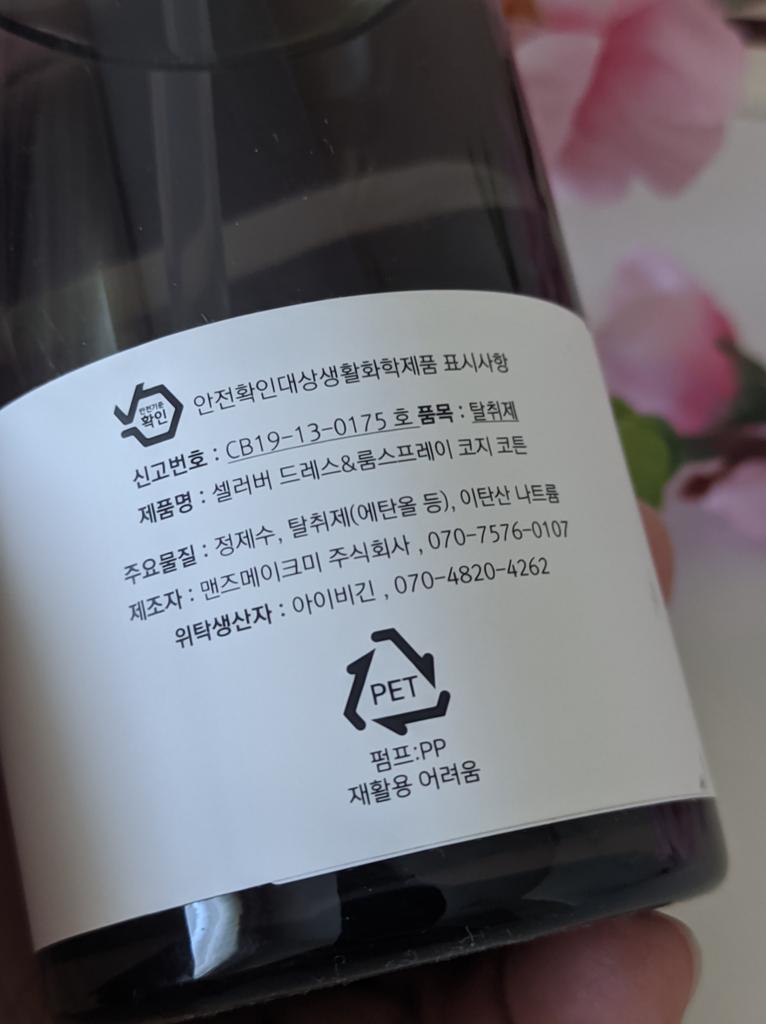 안전기준
확인
안전확인대상생활화학제품 표시사항
신고번호 : CB19-13-0175 호 품목 : 탈취제
제품명 : 셀러버 드레스&룸스프레이 코지 코튼
주요물질 : 정제수, 탈취제(에탄올 등), 이탄산 나트륨
제조자 : 맨즈메이크미 주식회사 , 070-7576-0107
위탁생산자 : 아이비긴 , 070-4820-4262
PET
펌프:PP
재활용 어려움